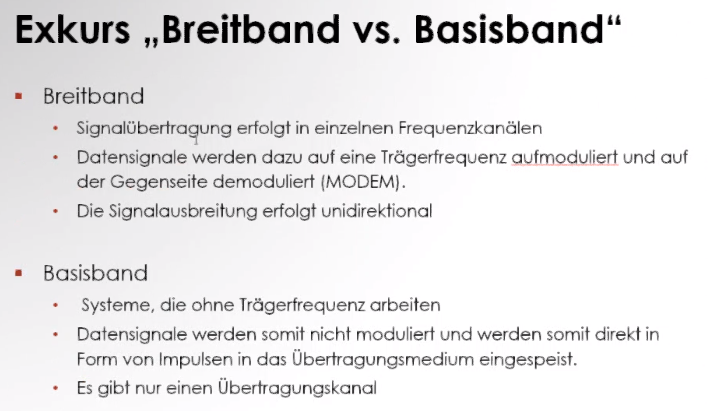 Exkurs „Breitband vs. Basisband“
▪ Breitband
• Signalübertragung erfolgt in einzelnen Frequenzkanälen
• Datensignale werden dazu auf eine Trägerfrequenz aufmoduliert und auf
der Gegenseite demoduliert (MODEM).
• Die Signalausbreitung erfolgt unidirektional
▪ Basisband
• Systeme, die ohne Trägerfrequenz arbeiten
• Datensignale werden somit nicht moduliert und werden somit direkt in
Form von Impulsen in das Übertragungsmedium eingespeist.
• Es gibt nur einen Übertragungskanal